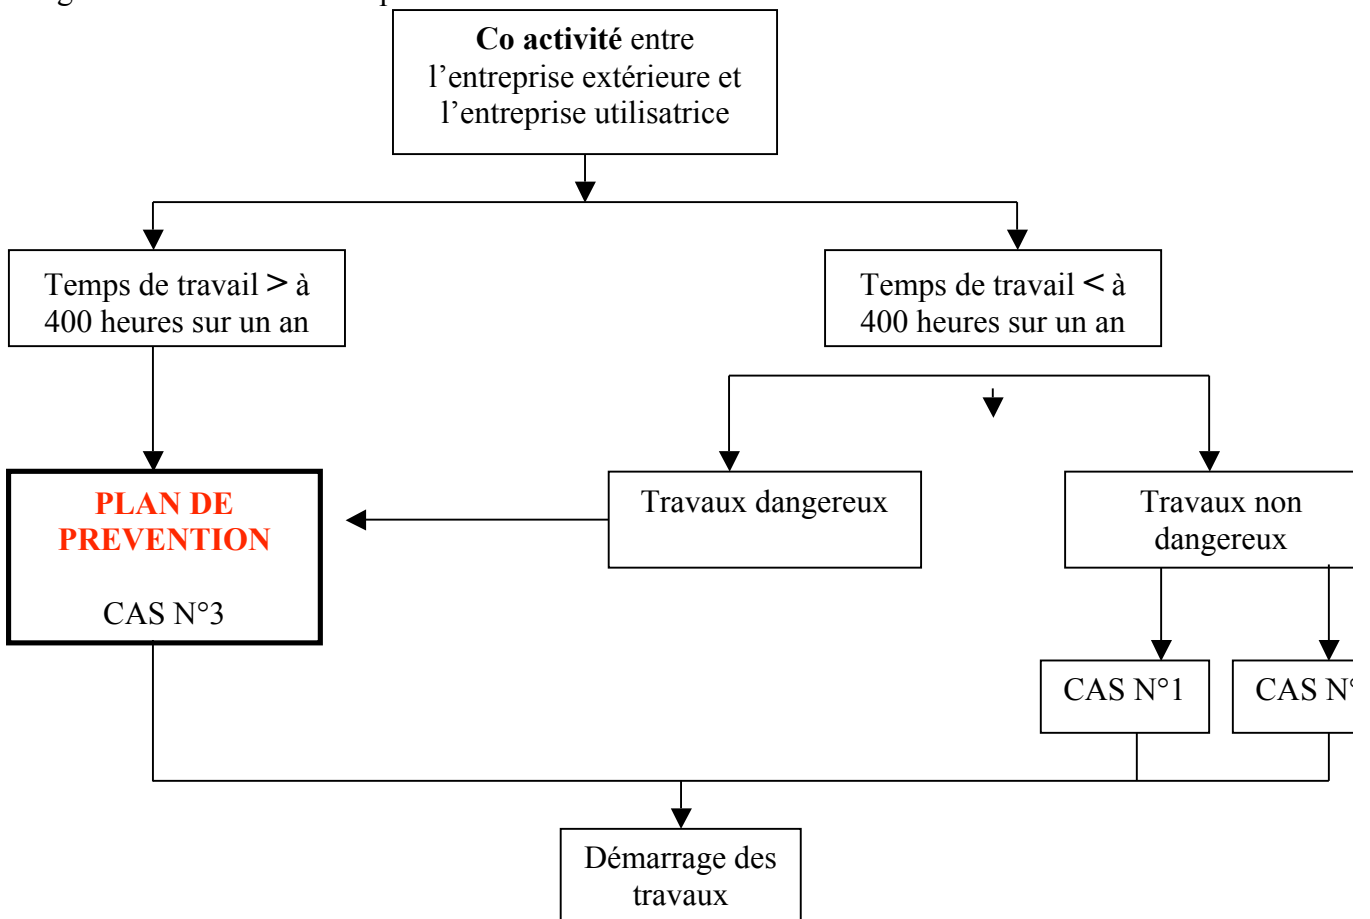 Co activité entre
l’entreprise extérieure et
l’entreprise utilisatrice
Temps de travail > à
400 heures sur un an
Temps de travail < à
400 heures sur un an
PLAN DE
PREVENTION
CAS N°3
Travaux dangereux
Travaux non
dangereux
CAS N°1
CAS N°
Démarrage des
travaux